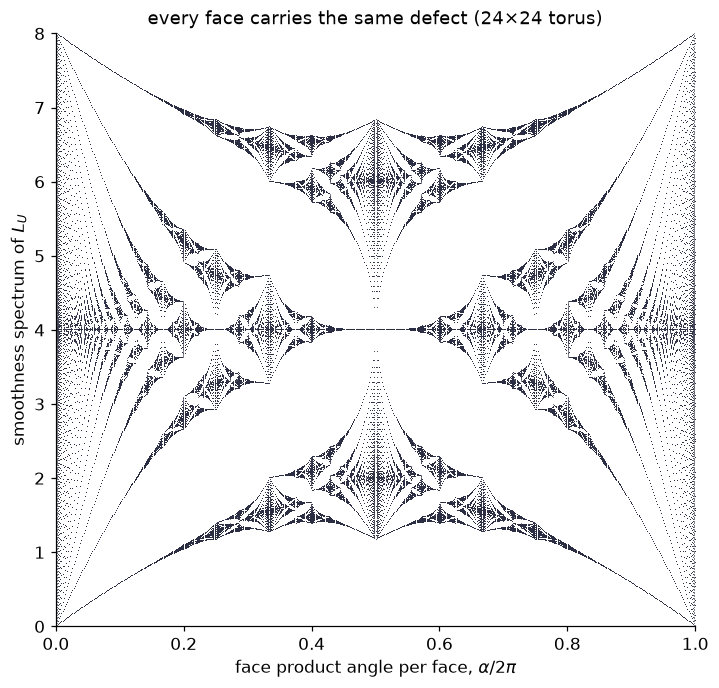 every face carries the same defect (24×24 torus)
8
7
6
5
4
3
2
1
0
smoothness spectrum of L_U
0.0 0.2 0.4 0.6 0.8 1.0
face product angle per face, α/2π